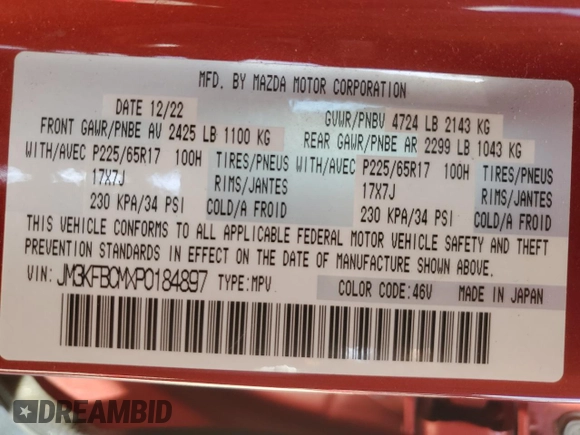 MFD. BY MAZDA MOTOR CORPORATION
DATE 12/22 GVWR/PNBV 4724 LB 2143 KG
FRONT GAWR/PNBE AV 2425 LB 1100 KG REAR GAWR/PNBE AR 2299 LB 1043 KG
WITH/AVEC P225/65R17 100H TIRES/PNEUS WITH/AVEC P225/65R17 100H TIRES/PNEUS
17X7J RIMS/JANTES 17X7J RIMS/JANTES
230 KPA/34 PSI COLD/A FROID 230 KPA/34 PSI COLD/A FROID
THIS VEHICLE CONFORMS TO ALL APPLICABLE FEDERAL MOTOR VEHICLE SAFETY AND THEFT
PREVENTION STANDARDS IN EFFECT ON THE DATE OF MANUFACTURE SHOWN ABOVE.
VIN: JM3KFBCMXP0184897 TYPE:MPV COLOR CODE:46V MADE IN JAPAN
DREAMBID